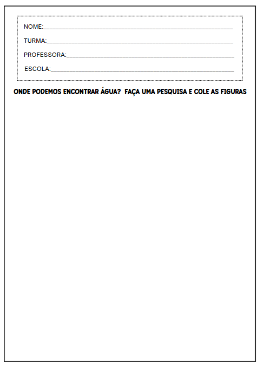 NOME:
TURMA:
PROFESSORA:
ESCOLA:
ONDE PODEMOS ENCONTRAR ÁGUA? FAÇA UMA PESQUISA E COLE AS FIGURAS